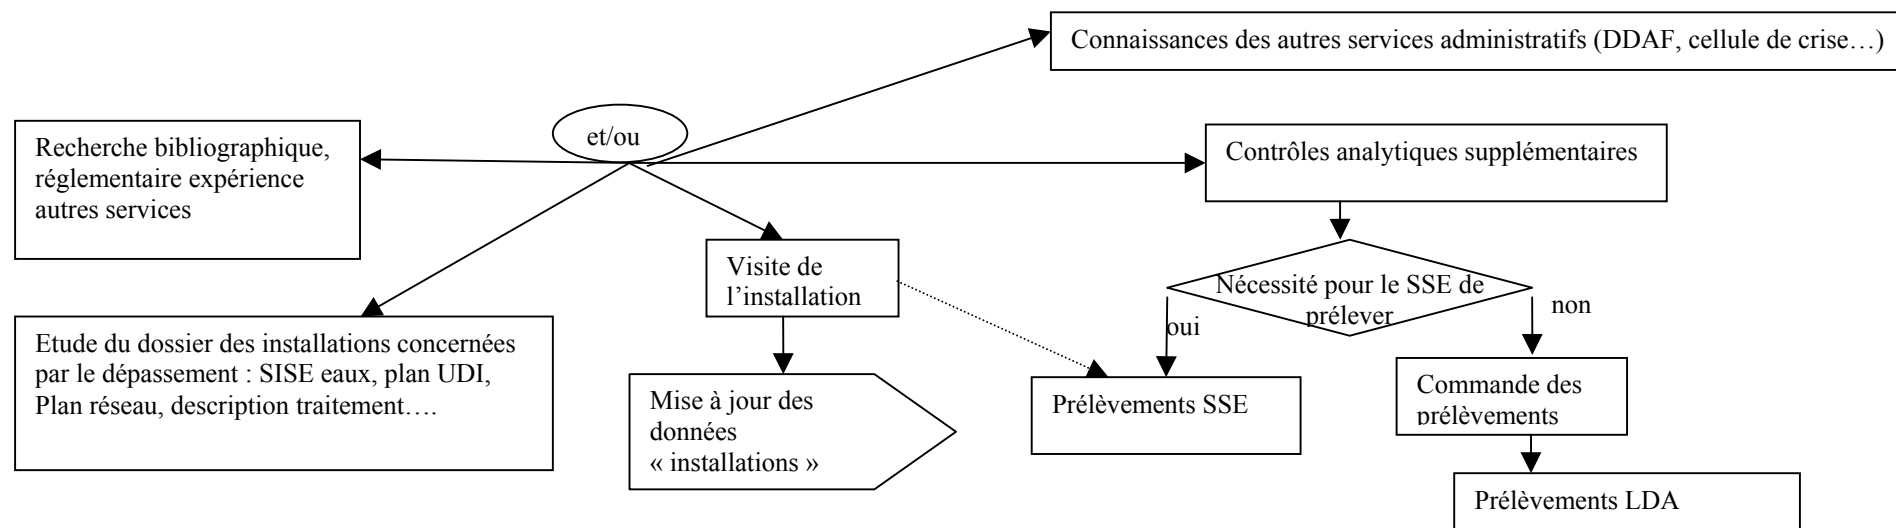 Connaissances des autres services administratifs (DDAF, cellule de crise…)
et/ou
Recherche bibliographique,
réglementaire expérience
autres services
Contrôles analytiques supplémentaires
Visite de
l’installation
Nécessité pour le SSE de
prélever
oui
non
Etude du dossier des installations concernées
par le dépassement : SISE eaux, plan UDI,
Plan réseau, description traitement….
Mise à jour des
données
« installations »
Prélèvements SSE
Commande des
prélèvements
Prélèvements LDA